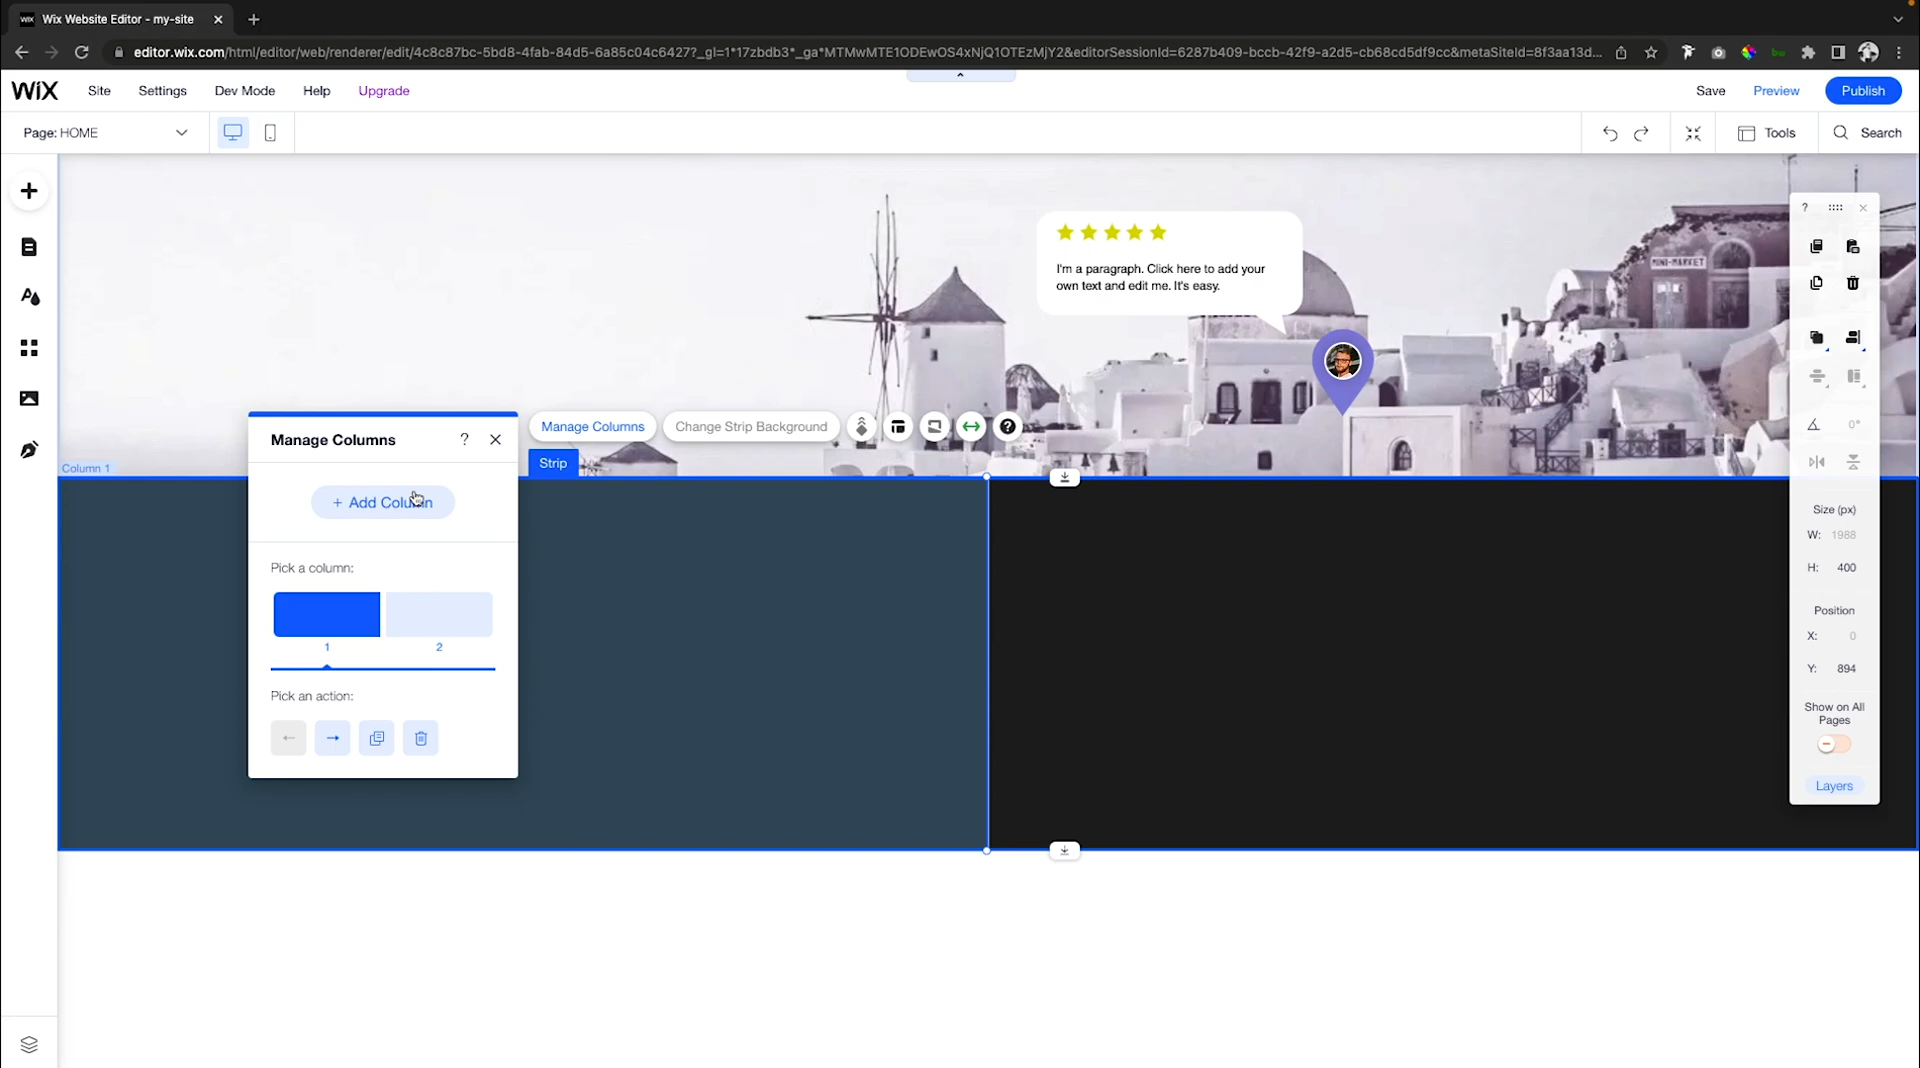 WiX Wix Website Editor - my-site
editor.wix.com/html/editor/web/renderer/edit/4c8c87bc-5bd8-4fab-84d5-6a85c04c6427?_gl=1*17zbdb3*_ga*MTMwMTE1ODEwOS4xNjQ1OTEzMjY2&editorSessionId=6287b409-bccb-42f9-a2d5-cb68cd5df9cc&metaSiteId=8f3aa13d...
WiX Site Settings Dev Mode Help Upgrade Save Preview Publish
Page: HOME Tools Search
I'm a paragraph. Click here to add your
own text and edit me. It's easy.
MINI-MARKET
?
0°
Manage Columns ?
Manage Columns Change Strip Background ?
Column 1 Strip
+ Add Column
Size (px)
W: 1988
H: 400
Pick a column:
1 2
Position
X: 0
Y: 894
Pick an action:
Show on All
Pages
Layers